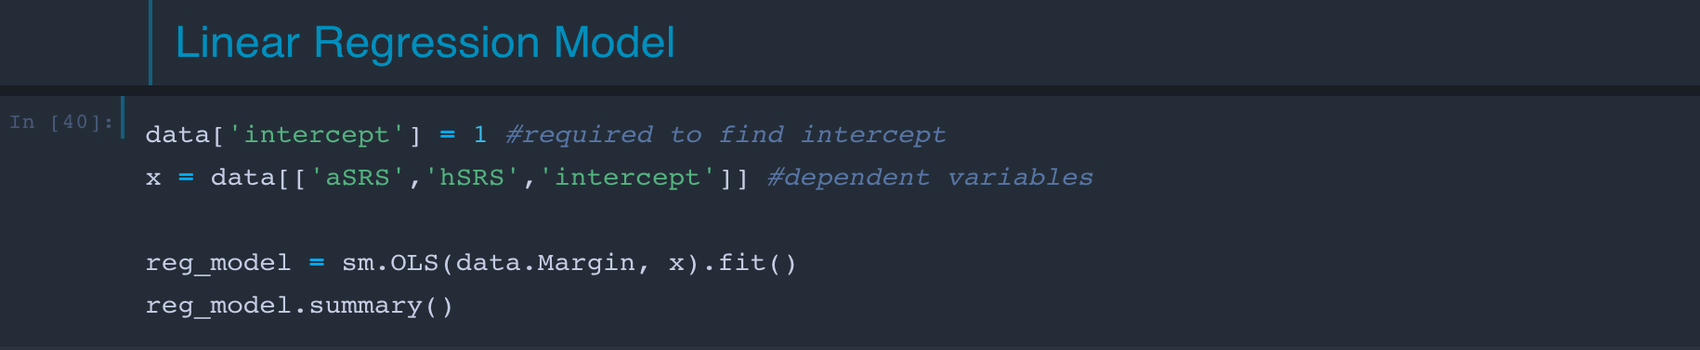 Linear Regression Model
In [40]:
data['intercept'] = 1 #required to find intercept
x = data[['aSRS','hSRS','intercept']] #dependent variables
reg_model = sm.OLS(data.Margin, x).fit()
reg_model.summary()